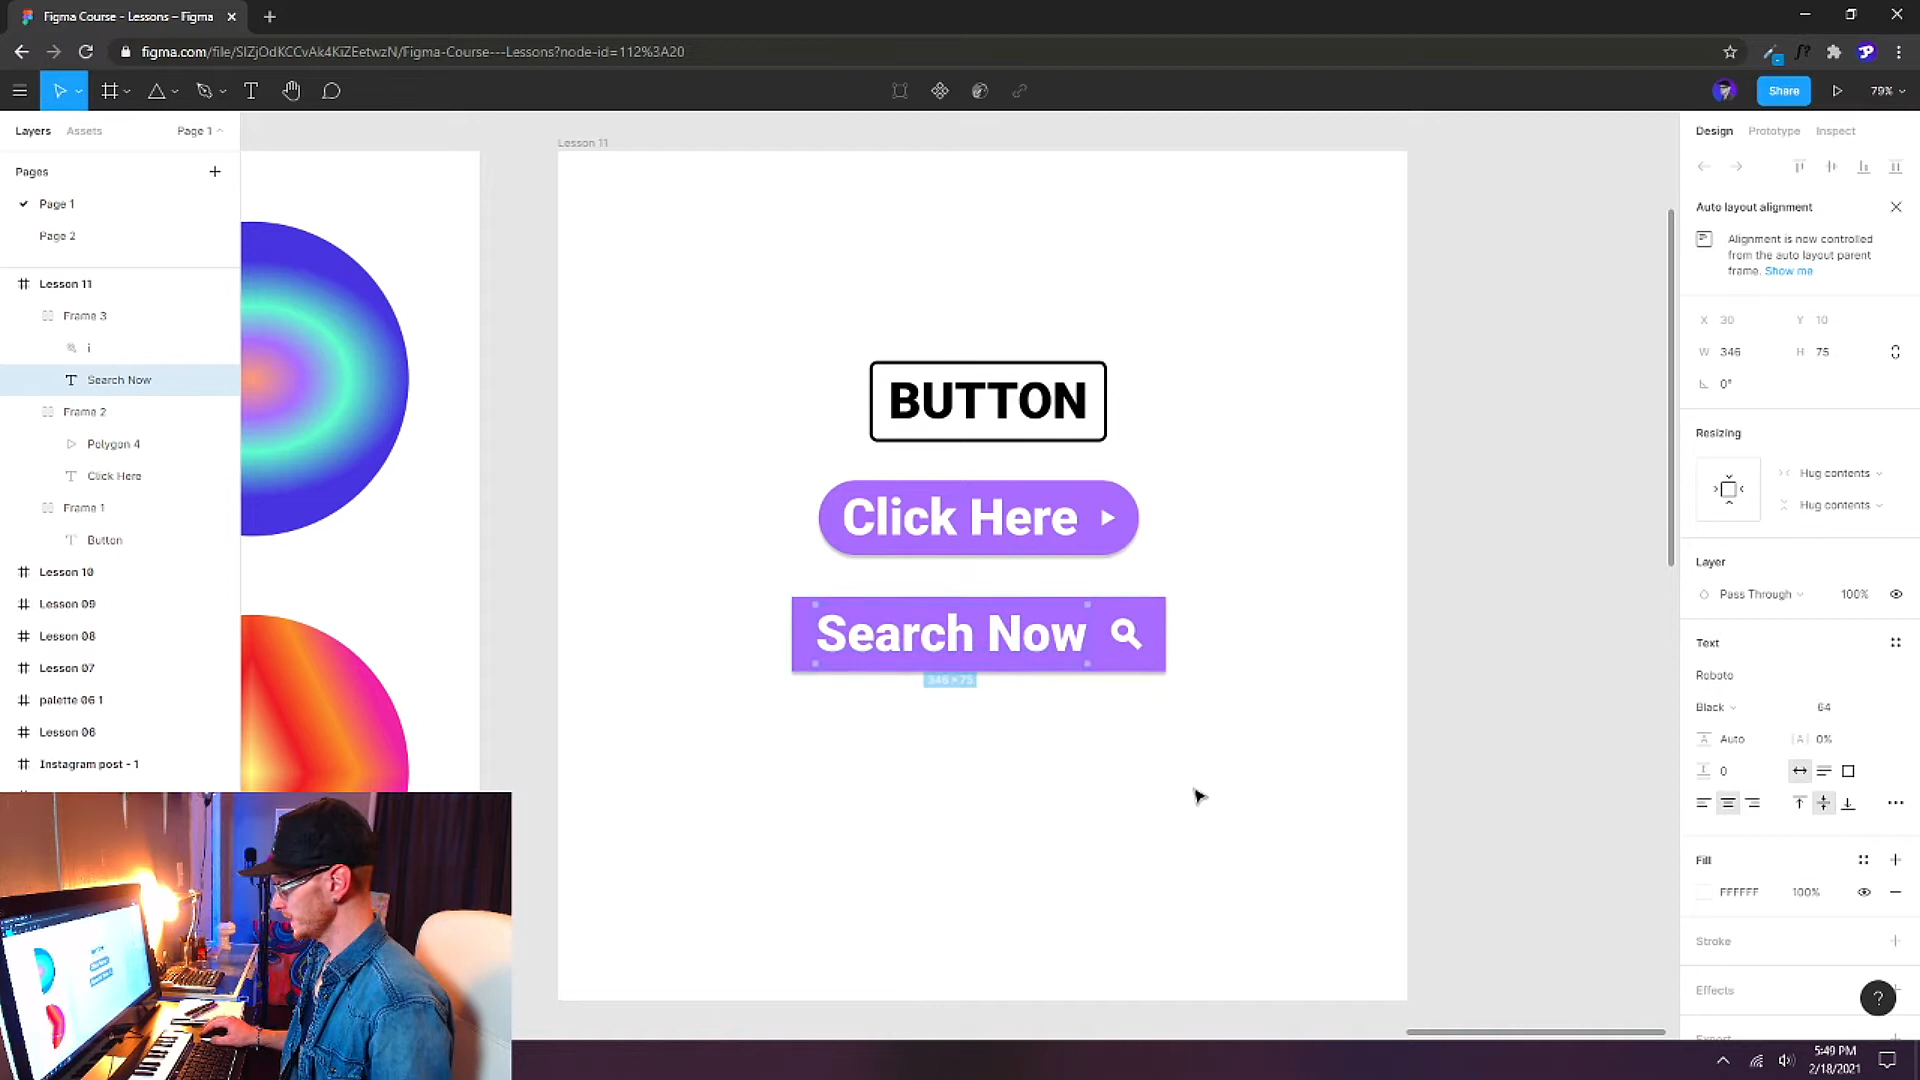 Figma Course - Lessons – Figma
figma.com/file/SIZjOdKCCvAk4KiZEetwzN/Figma-Course---Lessons?node-id=112%3A20
Share
79%
Layers
Assets
Page 1
Pages
Page 1
Page 2
Lesson 11
Frame 3
i
Search Now
Frame 2
Polygon 4
Click Here
Frame 1
Button
Lesson 10
Lesson 09
Lesson 08
Lesson 07
palette 06 1
Lesson 06
Instagram post - 1
Lesson 11
BUTTON
Click Here
Search Now
346 × 75
Design
Prototype
Inspect
Auto layout alignment
Alignment is now controlled
from the auto layout parent
frame. Show me
X 30 Y 10
W 346 H 75
0°
Resizing
Hug contents
Hug contents
Layer
Pass Through 100%
Text
Roboto
Black 64
Auto 0%
0
Fill
FFFFFF 100%
Stroke
Effects
?
5:49 PM
2/18/2021